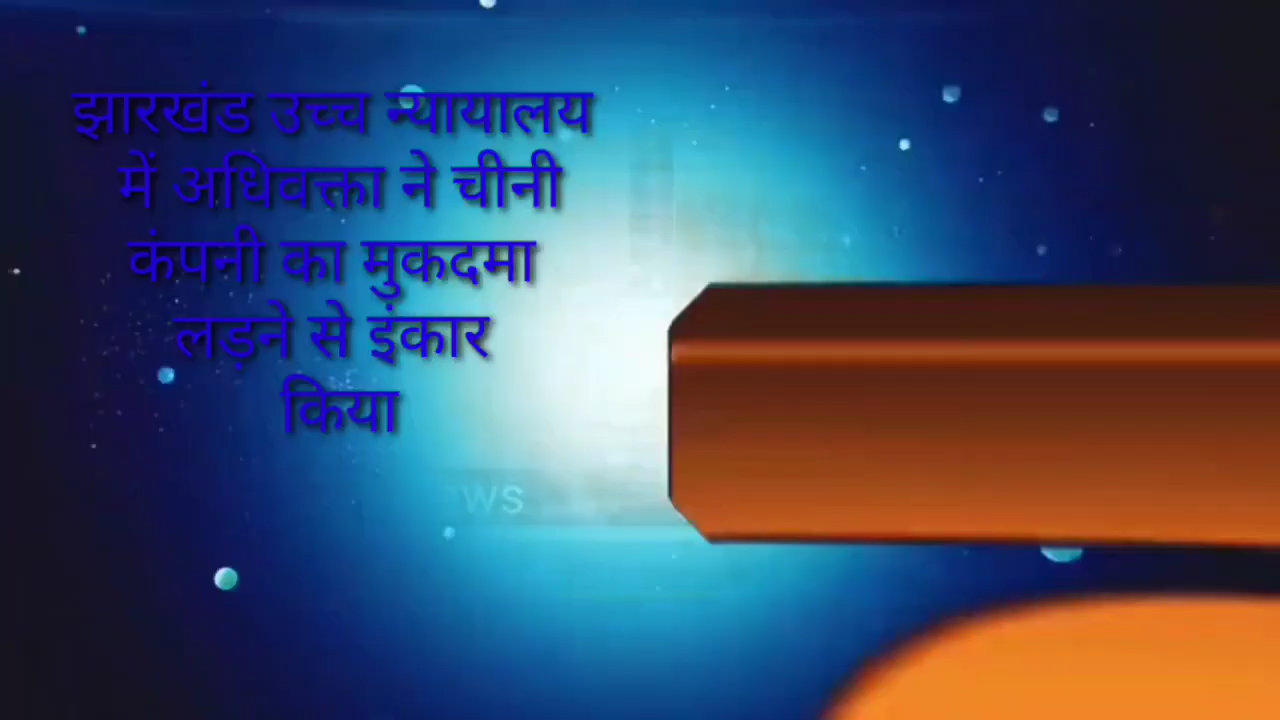 झारखंड उच्च न्यायालय
में अधिवक्ता ने चीनी
कंपनी का मुकदमा
लड़ने से इंकार
किया